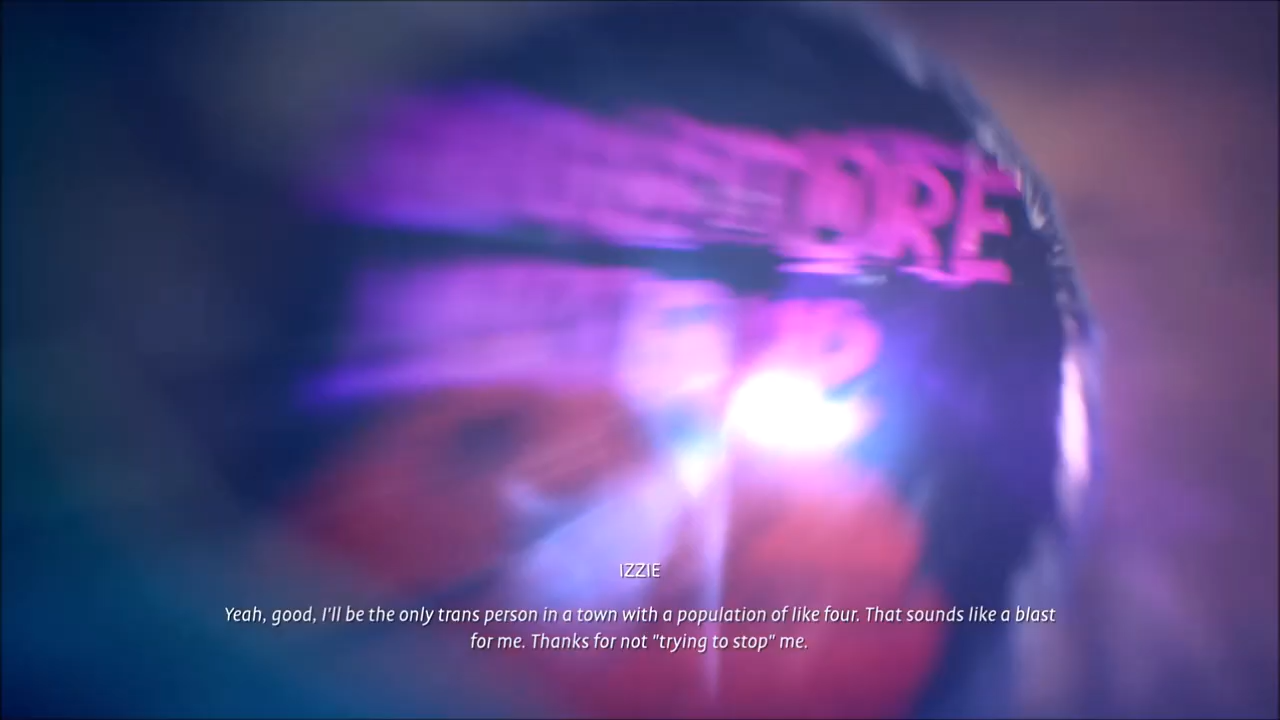 ORE
IZZIE
Yeah, good, I'll be the only trans person in a town with a population of like four. That sounds like a blast
for me. Thanks for not "trying to stop" me.